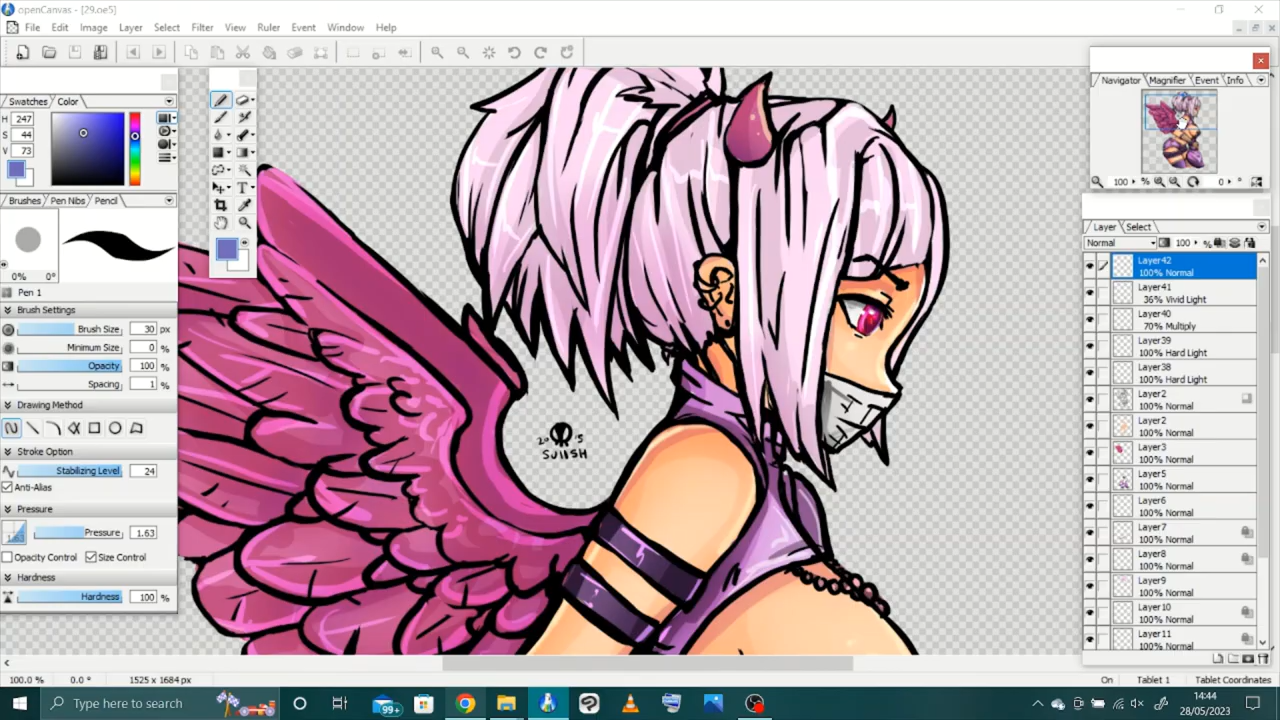 openCanvas - [29.oe5]
File Edit Image Layer Select Filter View Ruler Event Window Help
Swatches Color
H 247
S 44
V 73
Brushes Pen Nibs Pencil
0% 0°
Pen 1
Brush Settings
Brush Size 30 px
Minimum Size 0 %
Opacity 100 %
Spacing 1 %
Drawing Method
Stroke Option
Stabilizing Level 24
Anti-Alias
Pressure
Pressure 1.63
Opacity Control Size Control
Hardness
Hardness 100 %
T
2015
SJIISH
Navigator Magnifier Event Info
100 % 0 °
Layer Select
Normal 100 %
Layer42
100% Normal
Layer41
36% Vivid Light
Layer40
70% Multiply
Layer39
100% Hard Light
Layer38
100% Hard Light
Layer2
100% Normal
Layer2
100% Normal
Layer3
100% Normal
Layer5
100% Normal
Layer6
100% Normal
Layer7
100% Normal
Layer8
100% Normal
Layer9
100% Normal
Layer10
100% Normal
Layer11
100% Normal
100.0 % 0.0 ° 1525 x 1684 px On Tablet 1 Tablet Coordinates
Type here to search
99+
14:44
28/05/2023